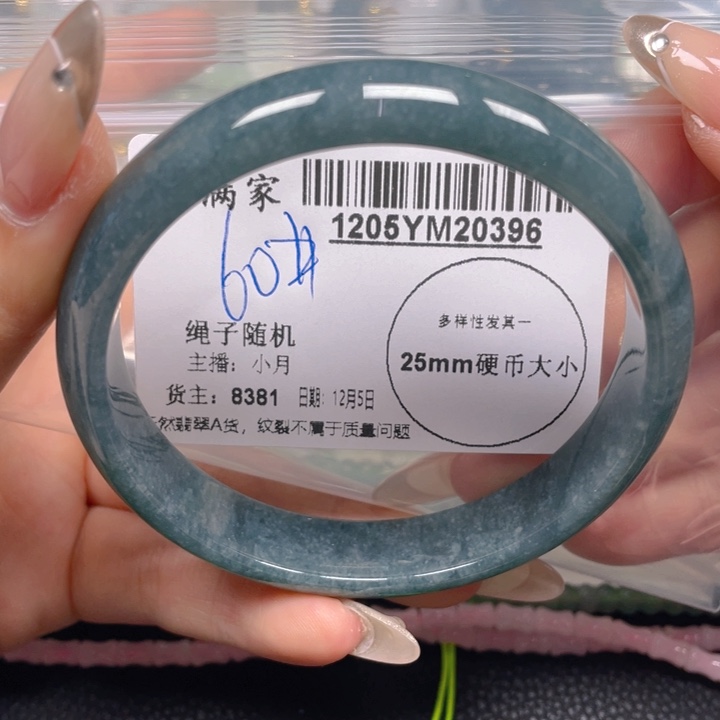 满家
1205YM20396
60#
多样性发其一
绳子随机
25mm硬币大小
主播：小月
货主：8381 日期：12月5日
天然翡翠A货，纹裂不属于质量问题